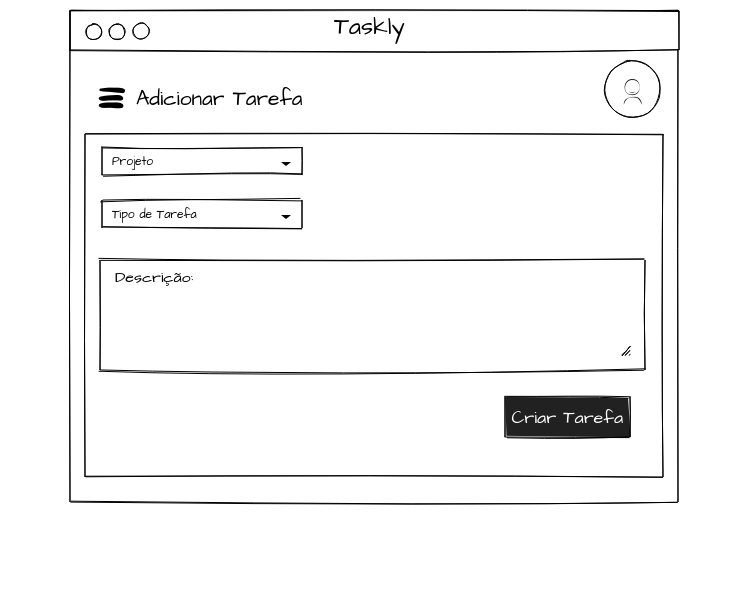 Taskly
Adicionar Tarefa
Projeto
Tipo de Tarefa
Descrição:
Criar Tarefa